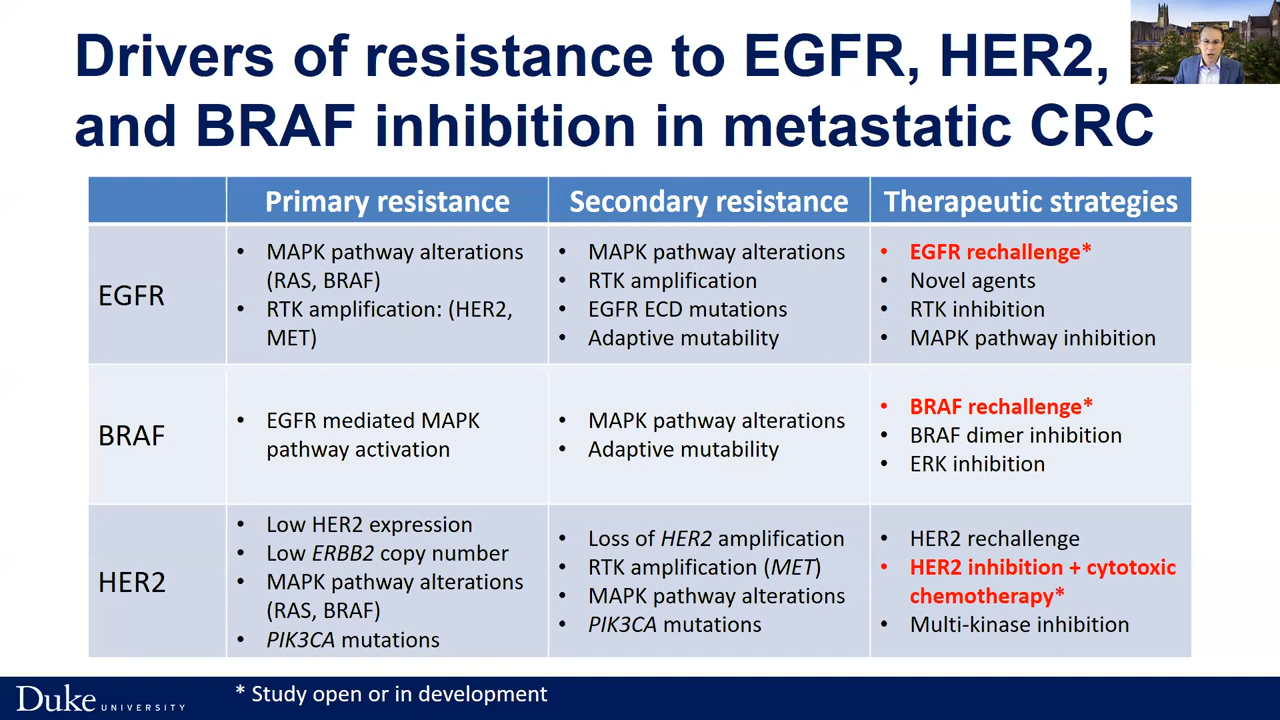 Drivers of resistance to EGFR, HER2,
and BRAF inhibition in metastatic CRC
Primary resistance
Secondary resistance
Therapeutic strategies
EGFR
• MAPK pathway alterations
(RAS, BRAF)
• RTK amplification: (HER2,
MET)
• MAPK pathway alterations
• RTK amplification
• EGFR ECD mutations
• Adaptive mutability
• EGFR rechallenge*
• Novel agents
• RTK inhibition
• MAPK pathway inhibition
BRAF
• EGFR mediated MAPK
pathway activation
• MAPK pathway alterations
• Adaptive mutability
• BRAF rechallenge*
• BRAF dimer inhibition
• ERK inhibition
HER2
• Low HER2 expression
• Low ERBB2 copy number
• MAPK pathway alterations
(RAS, BRAF)
• PIK3CA mutations
• Loss of HER2 amplification
• RTK amplification (MET)
• MAPK pathway alterations
• PIK3CA mutations
• HER2 rechallenge
• HER2 inhibition + cytotoxic
chemotherapy*
• Multi-kinase inhibition
Duke UNIVERSITY
* Study open or in development